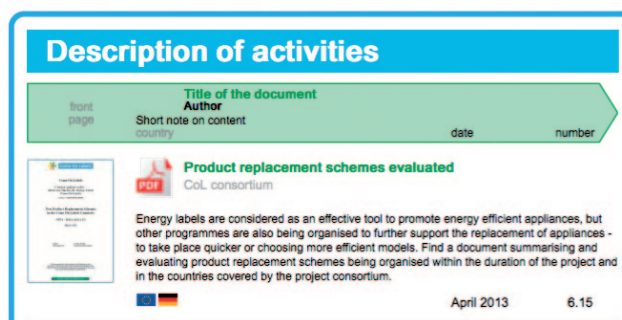 Description of activities
Title of the document
front
Author
page
Short note on content
country date number
Product replacement schemes evaluated
PDF
CoL consortium
Energy labels are considered as an effective tool to promote energy efficient appliances, but
other programmes are also being organised to further support the replacement of appliances -
to take place quicker or choosing more efficient models. Find a document summarising and
evaluating product replacement schemes being organised within the duration of the project and
in the countries covered by the project consortium.
April 2013 6.15